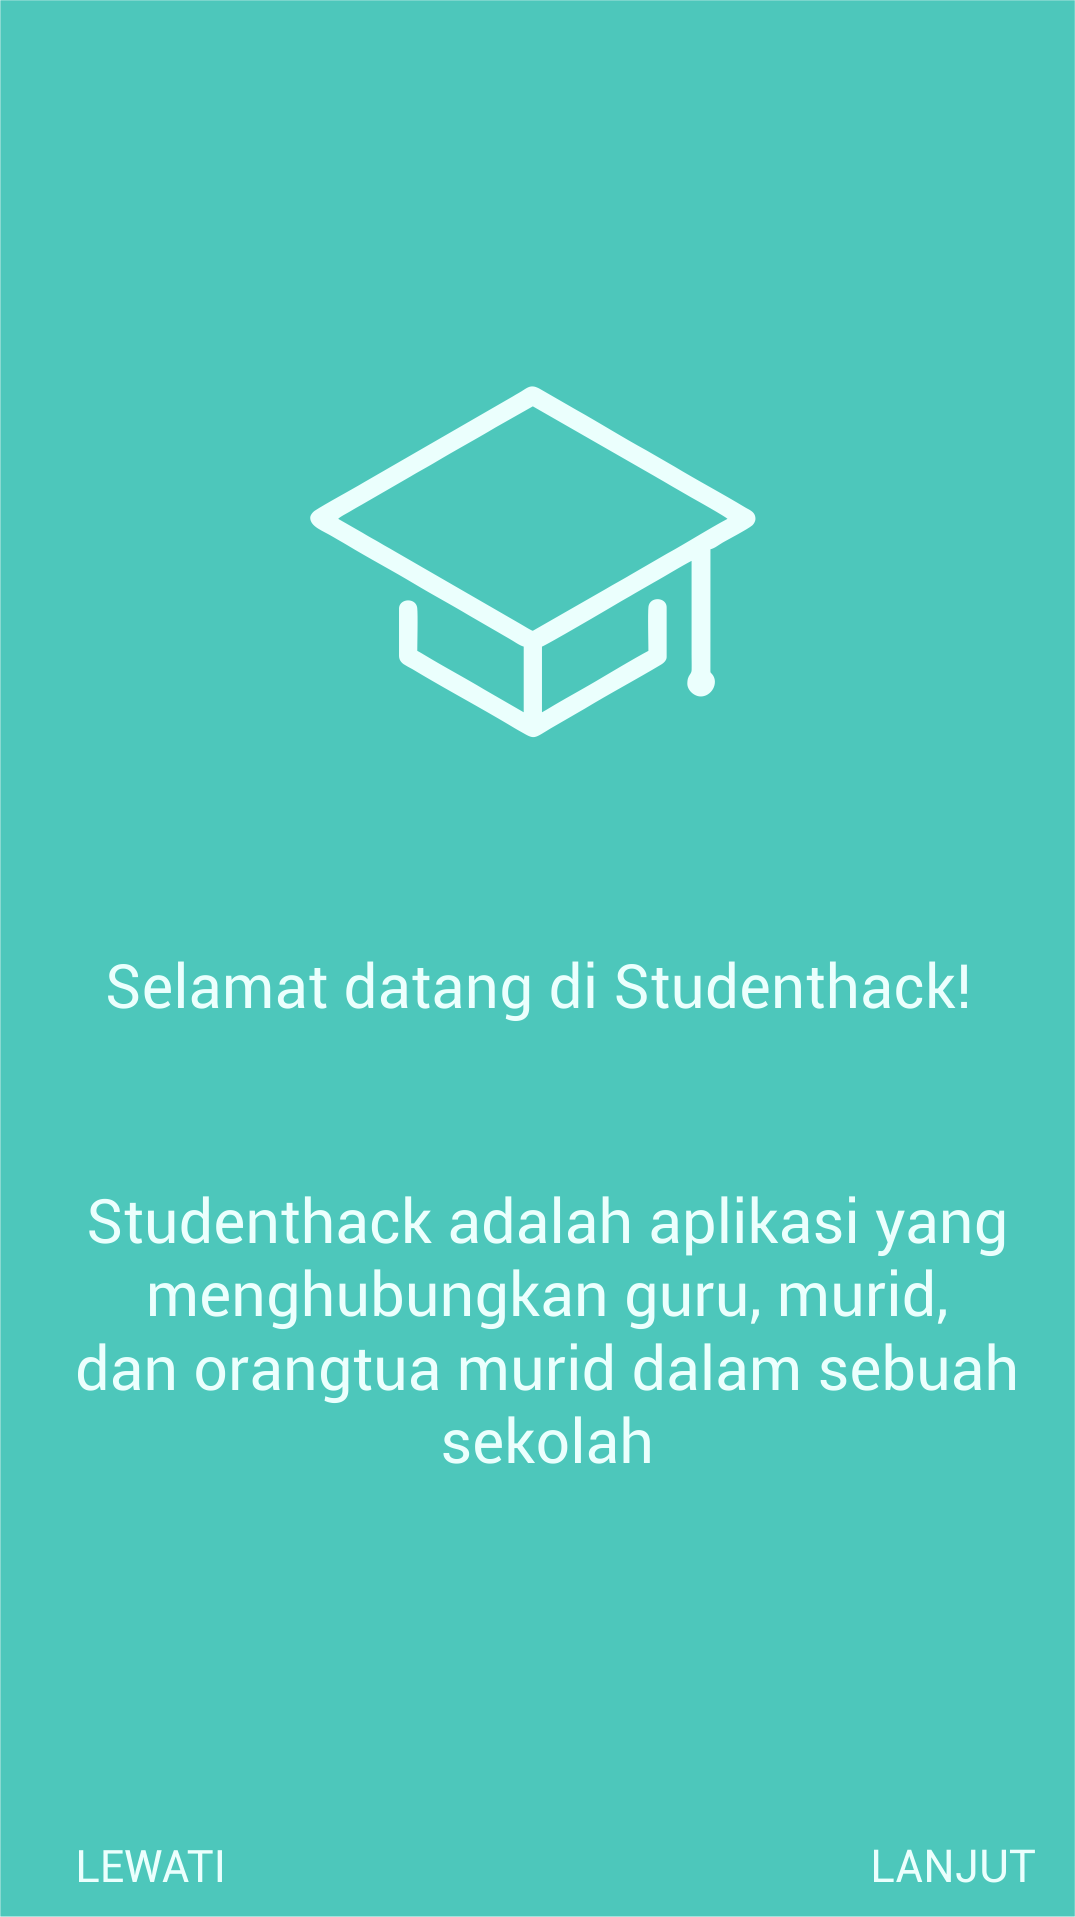 Selamat datang di Studenthack!
Studenthack adalah aplikasi yang
menghubungkan guru, murid,
dan orangtua murid dalam sebuah
sekolah
LEWATI
LANJUT